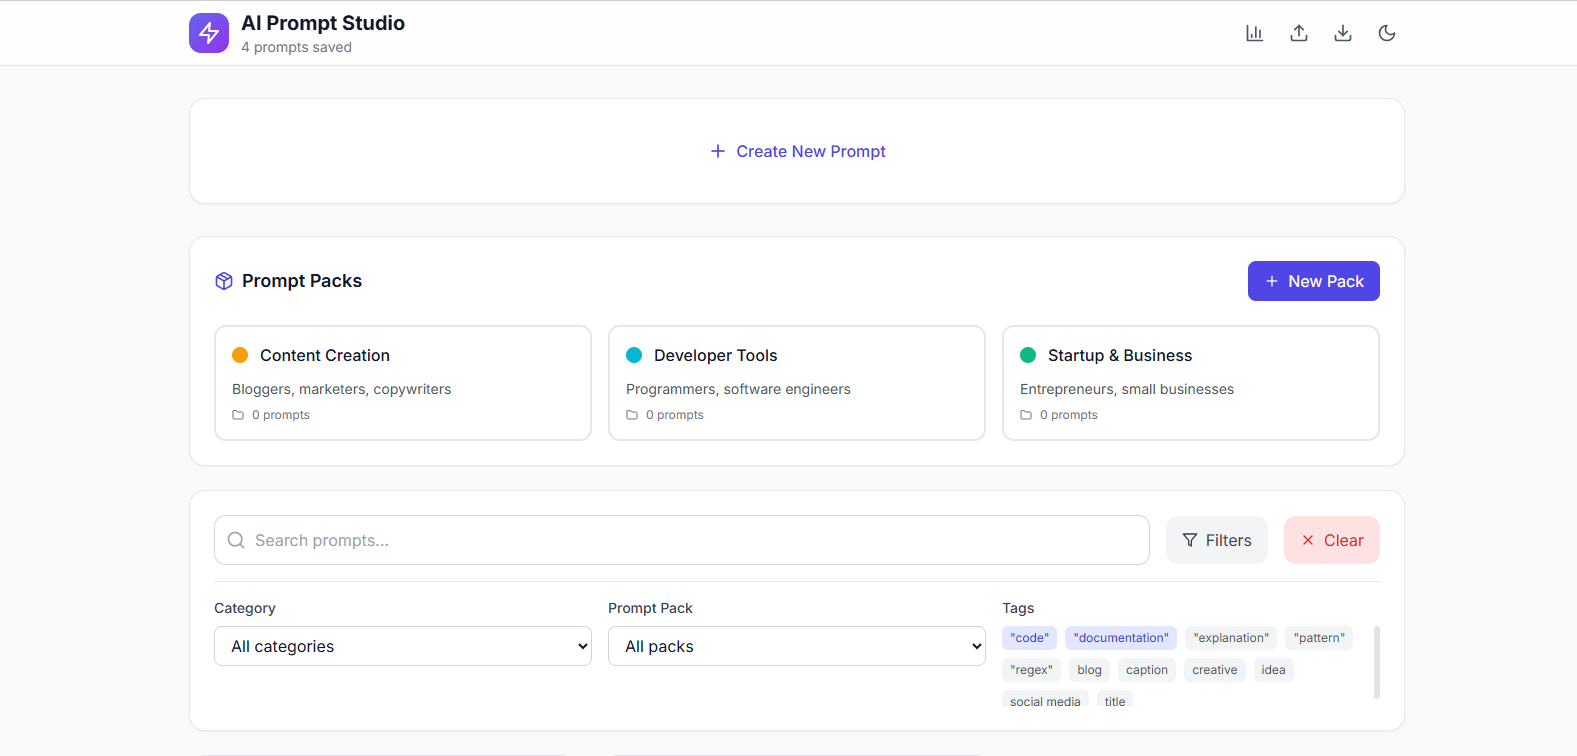 AI Prompt Studio
4 prompts saved
Create New Prompt
Prompt Packs
New Pack
Content Creation
Bloggers, marketers, copywriters
0 prompts
Developer Tools
Programmers, software engineers
0 prompts
Startup & Business
Entrepreneurs, small businesses
0 prompts
Search prompts...
Filters
Clear
Category
All categories
Prompt Pack
All packs
Tags
"code" "documentation" "explanation" "pattern"
"regex" blog caption creative idea
social media title